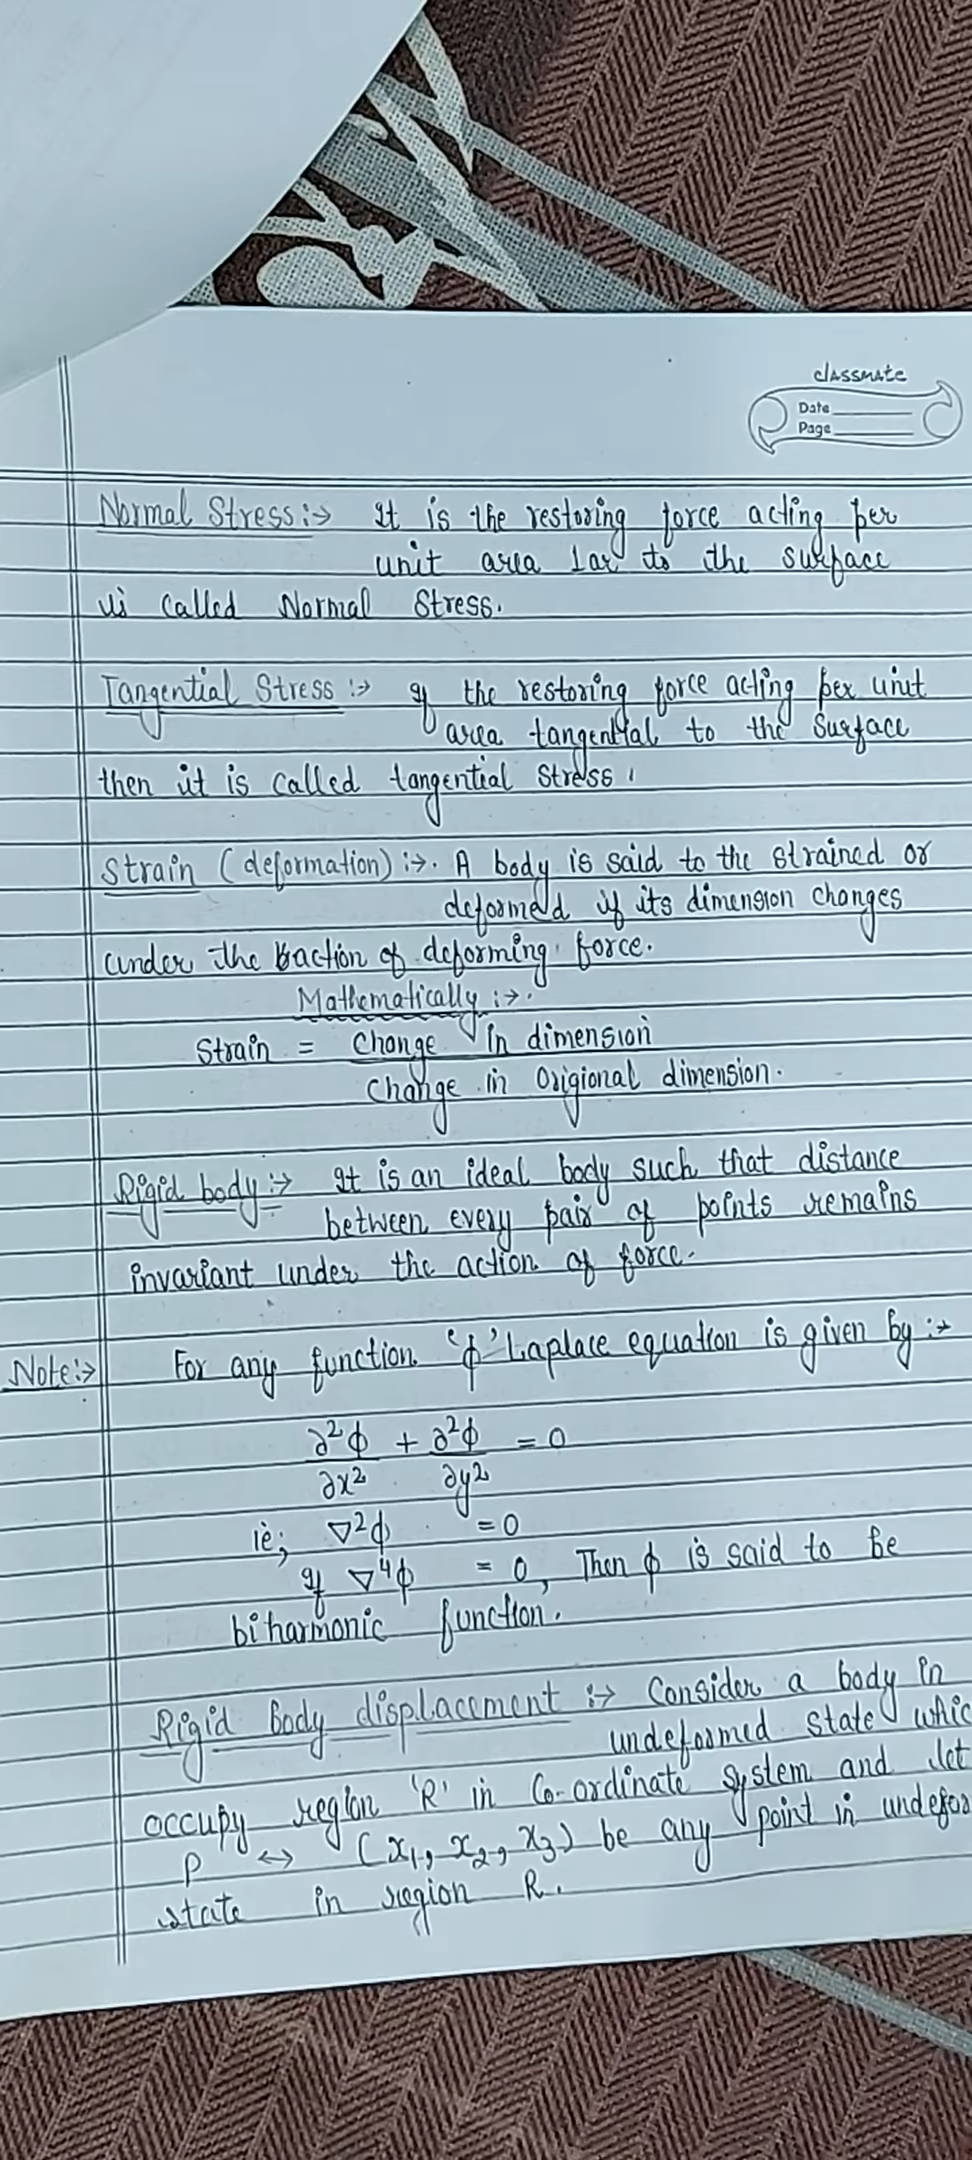 classmate
Date
Page
Normal Stress :→ It is the restoring force acting per
unit area ⊥ar to the surface
is called Normal Stress.
Tangential Stress :→ If the restoring force acting per unit
area tangential to the surface
then it is called tangential stress.
Strain (deformation) :→. A body is said to the strained or
deformed if its dimension changes
under the action of deforming force.
Mathematically :→.
Strain = Change In dimension
Change in Origional dimension.
Rigid body :→ It is an ideal body such that distance
between every pair of points remains
invariant under the action of force.
Note :→ For any function 'ϕ' Laplace equation is given by :→
∂²ϕ + ∂²ϕ = 0
∂x² ∂y²
ie; ∇²ϕ = 0
If ∇⁴ϕ = 0, Then ϕ is said to be
biharmonic function.
Rigid Body displacement :→ Consider a body in
undeformed state whic
occupy region 'R' in Co-ordinate system and let
P ↔ (x₁, x₂, x₃) be any point in undefor
state in region R.